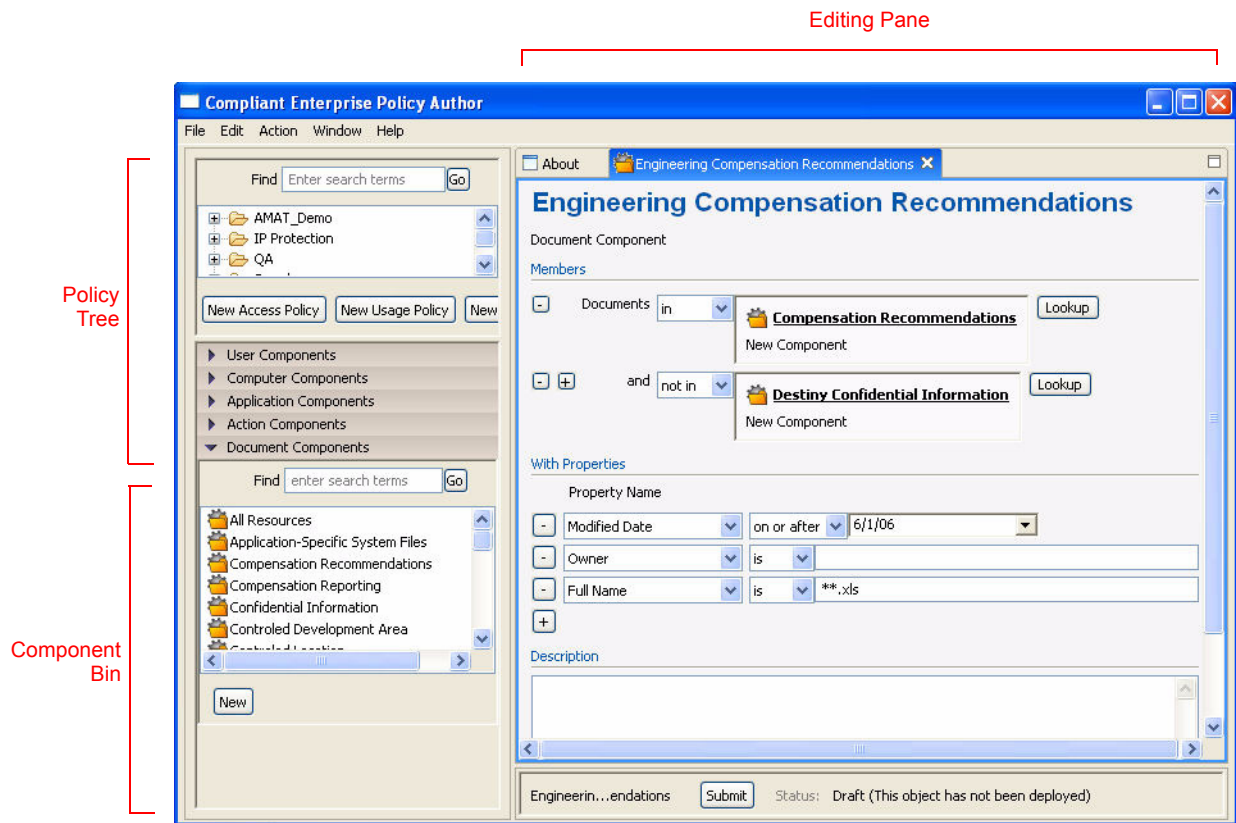 Editing Pane
Compliant Enterprise Policy Author
File Edit Action Window Help
Policy
Tree
Find Enter search terms Go
AMAT_Demo
IP Protection
QA
New Access Policy New Usage Policy New
User Components
Computer Components
Application Components
Action Components
Document Components
Component
Bin
Find enter search terms Go
All Resources
Application-Specific System Files
Compensation Recommendations
Compensation Reporting
Confidential Information
Controled Development Area
Controled Location
New
About Engineering Compensation Recommendations
Engineering Compensation Recommendations
Document Component
Members
Documents in Compensation Recommendations Lookup
New Component
and not in Destiny Confidential Information Lookup
New Component
With Properties
Property Name
Modified Date on or after 6/1/06
Owner is
Full Name is **.xls
Description
Engineerin...endations Submit Status: Draft (This object has not been deployed)